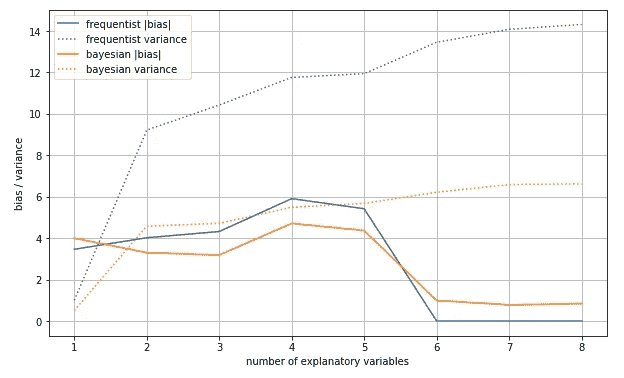 frequentist |bias|
frequentist variance
bayesian |bias|
bayesian variance
14
12
10
8
6
4
2
0
bias / variance
1 2 3 4 5 6 7 8
number of explanatory variables